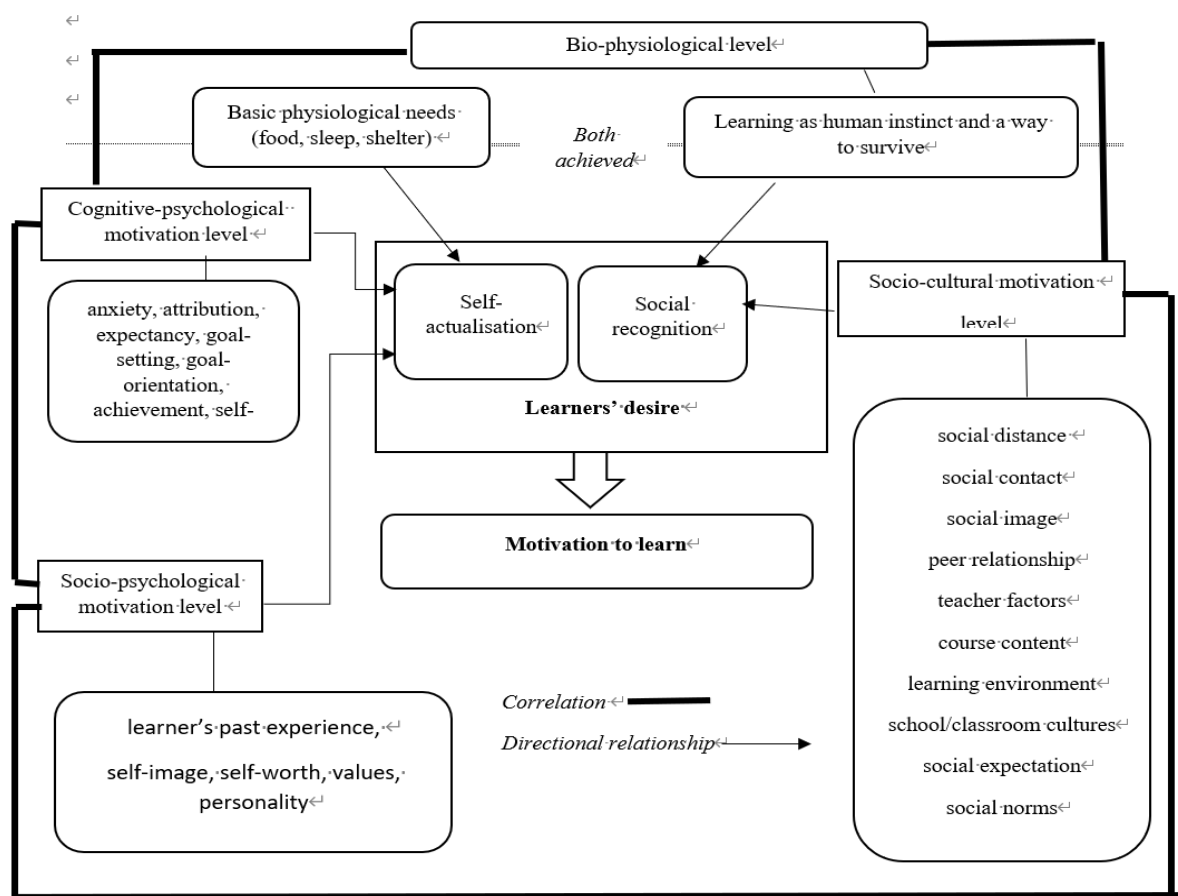 Bio-physiological level
Basic physiological needs
(food, sleep, shelter)
Both
achieved
Learning as human instinct and a way
to survive
Cognitive-psychological
motivation level
anxiety, attribution,
expectancy, goal-
setting, goal-
orientation,
achievement, self-
Self-
actualisation
Social
recognition
Learners’ desire
Socio-cultural motivation
level
Motivation to learn
social distance
social contact
social image
peer relationship
teacher factors
course content
learning environment
school/classroom cultures
social expectation
social norms
Socio-psychological
motivation level
learner’s past experience,
self-image, self-worth, values,
personality
Correlation
Directional relationship